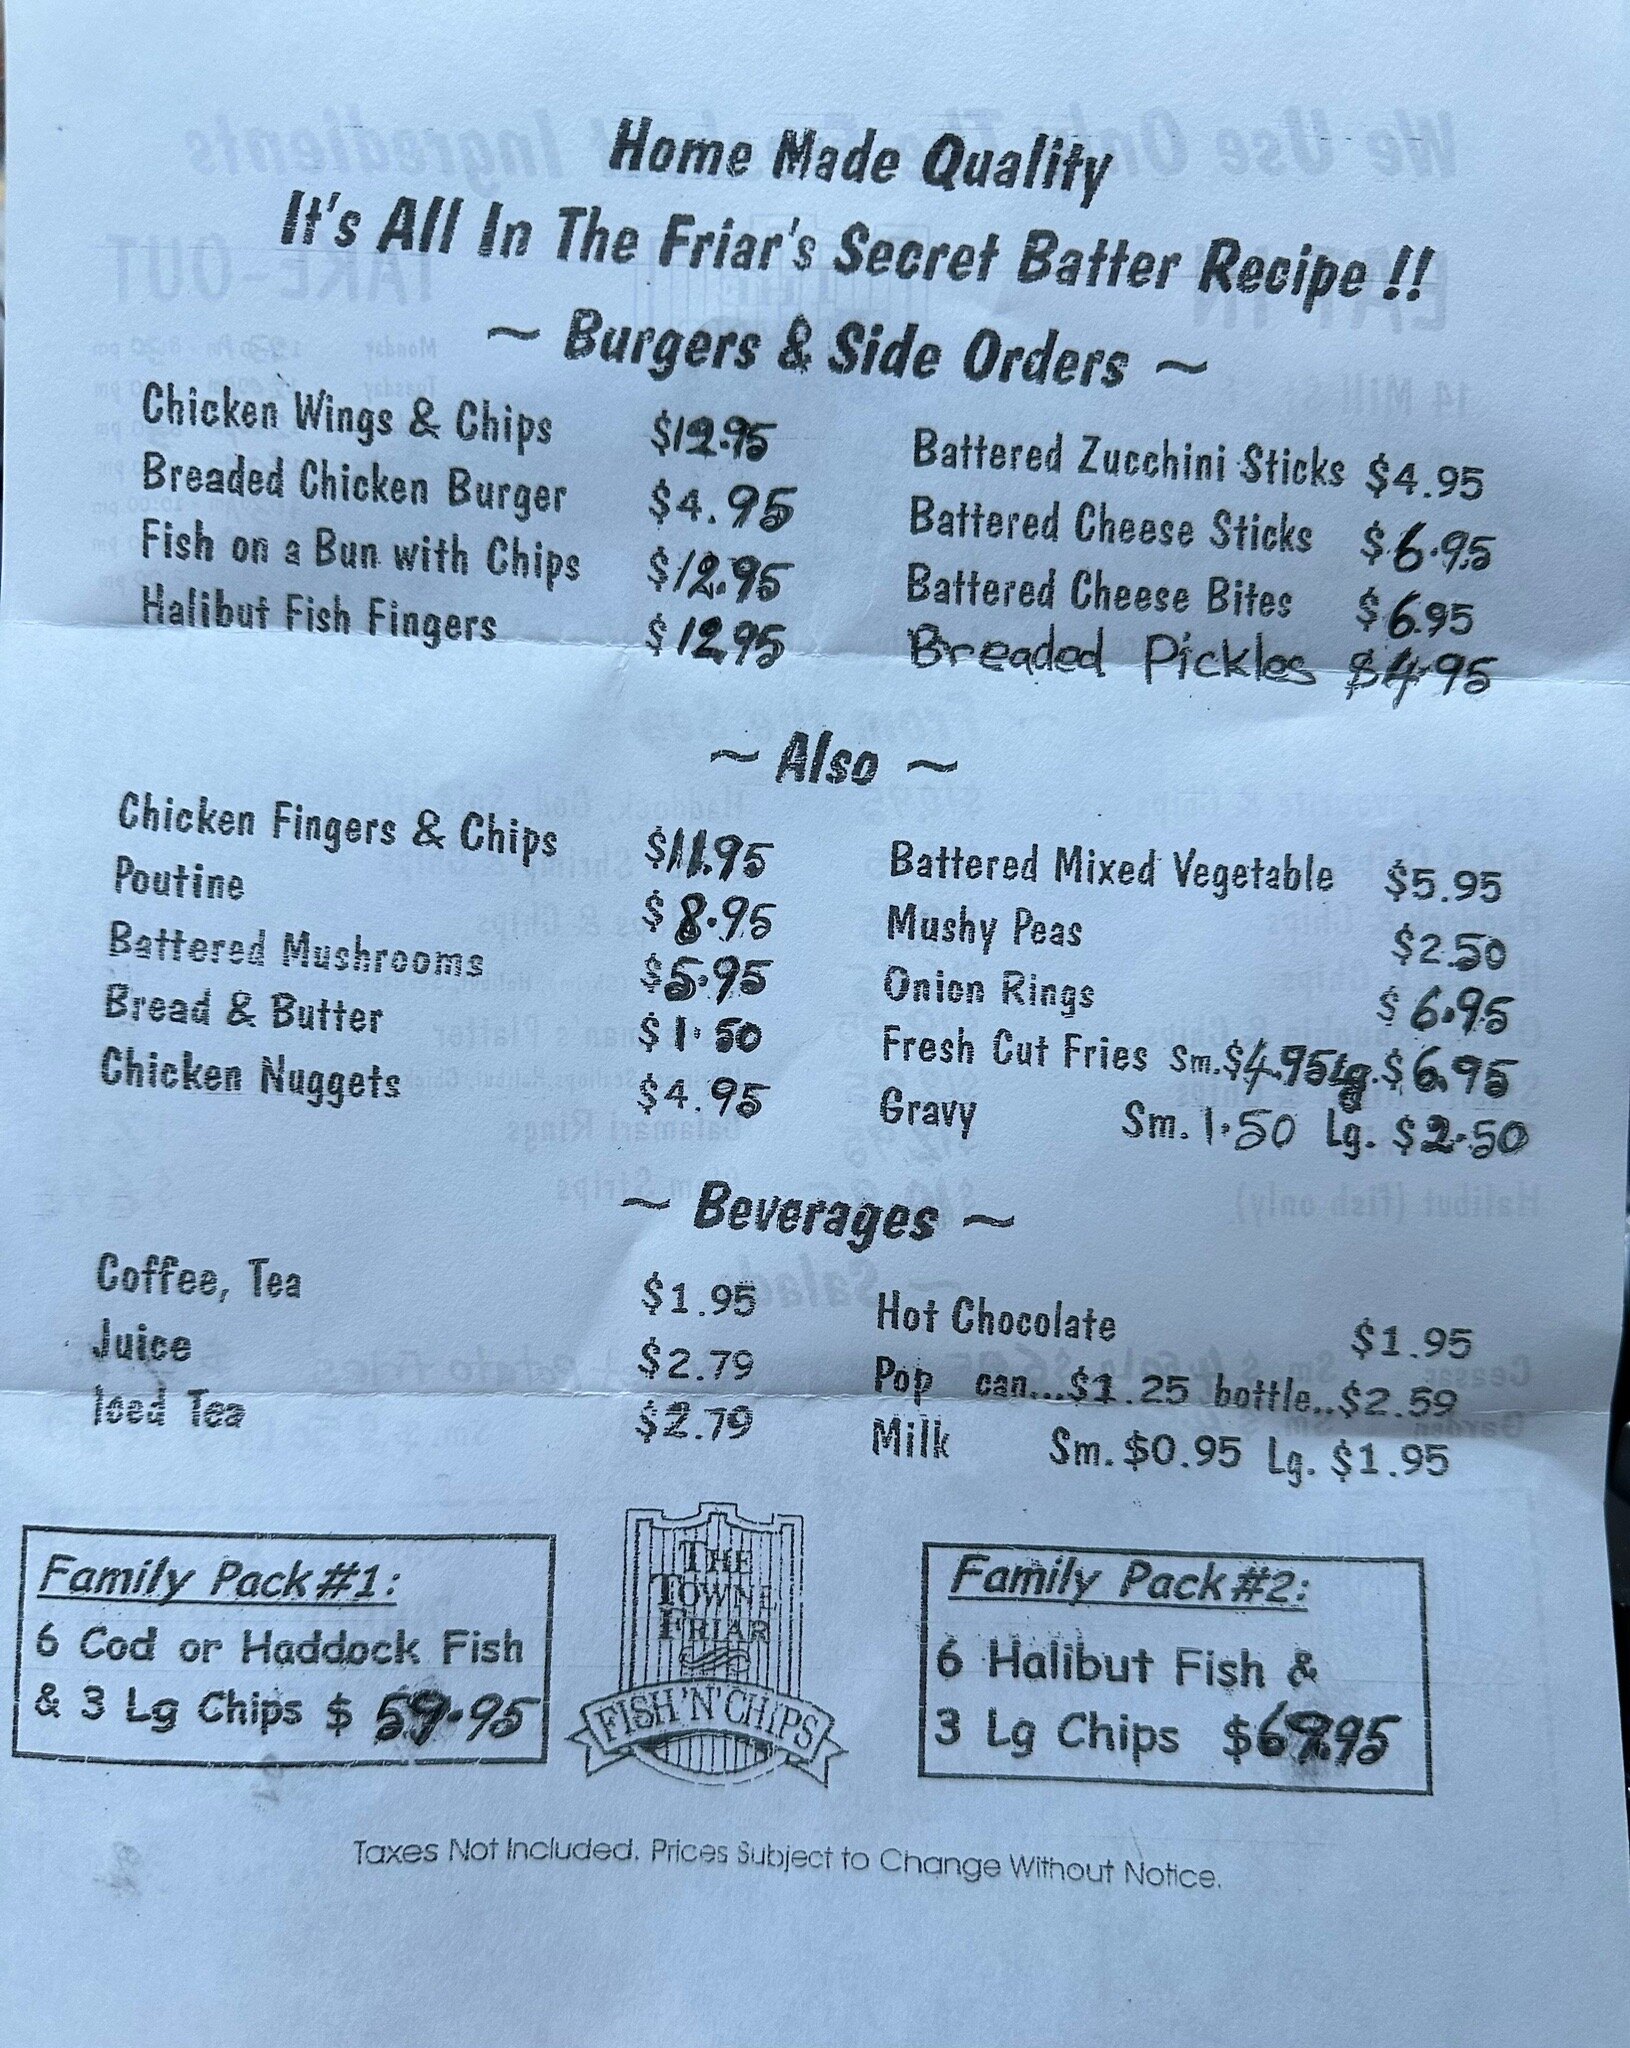 Home Made Quality
It's All In The Friar's Secret Batter Recipe !!
~ Burgers & Side Orders ~
Chicken Wings & Chips $12.95
Breaded Chicken Burger $4.95
Fish on a Bun with Chips $12.95
Halibut Fish Fingers $12.95
Battered Zucchini Sticks $4.95
Battered Cheese Sticks $6.95
Battered Cheese Bites $6.95
Breaded Pickles $4.95
~ Also ~
Chicken Fingers & Chips $11.95
Poutine $8.95
Battered Mushrooms $5.95
Bread & Butter $1.50
Chicken Nuggets $4.95
Battered Mixed Vegetable $5.95
Mushy Peas $2.50
Onion Rings $6.95
Fresh Cut Fries Sm.$4.95 Lg.$6.95
Gravy Sm. 1.50 Lg. $2.50
~ Beverages ~
Coffee, Tea $1.95
Juice $2.79
Iced Tea $2.79
Hot Chocolate $1.95
Pop can...$1.25 bottle..$2.59
Milk Sm. $0.95 Lg. $1.95
Family Pack #1:
6 Cod or Haddock Fish
& 3 Lg Chips $59.95
THE
TOWNE
FRIAR
FISH 'N' CHIPS
Family Pack #2:
6 Halibut Fish &
3 Lg Chips $69.95
Taxes Not Included. Prices Subject to Change Without Notice.